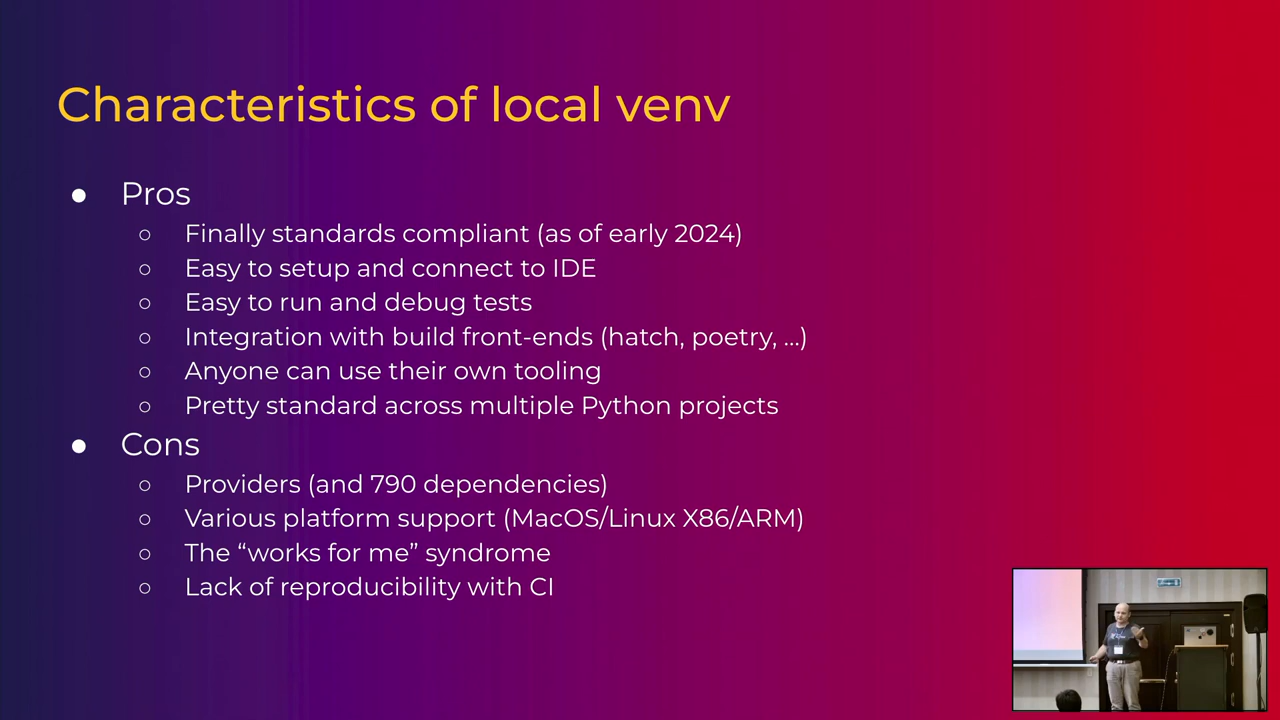 Characteristics of local venv
● Pros
○ Finally standards compliant (as of early 2024)
○ Easy to setup and connect to IDE
○ Easy to run and debug tests
○ Integration with build front-ends (hatch, poetry, ...)
○ Anyone can use their own tooling
○ Pretty standard across multiple Python projects
● Cons
○ Providers (and 790 dependencies)
○ Various platform support (MacOS/Linux X86/ARM)
○ The “works for me” syndrome
○ Lack of reproducibility with CI